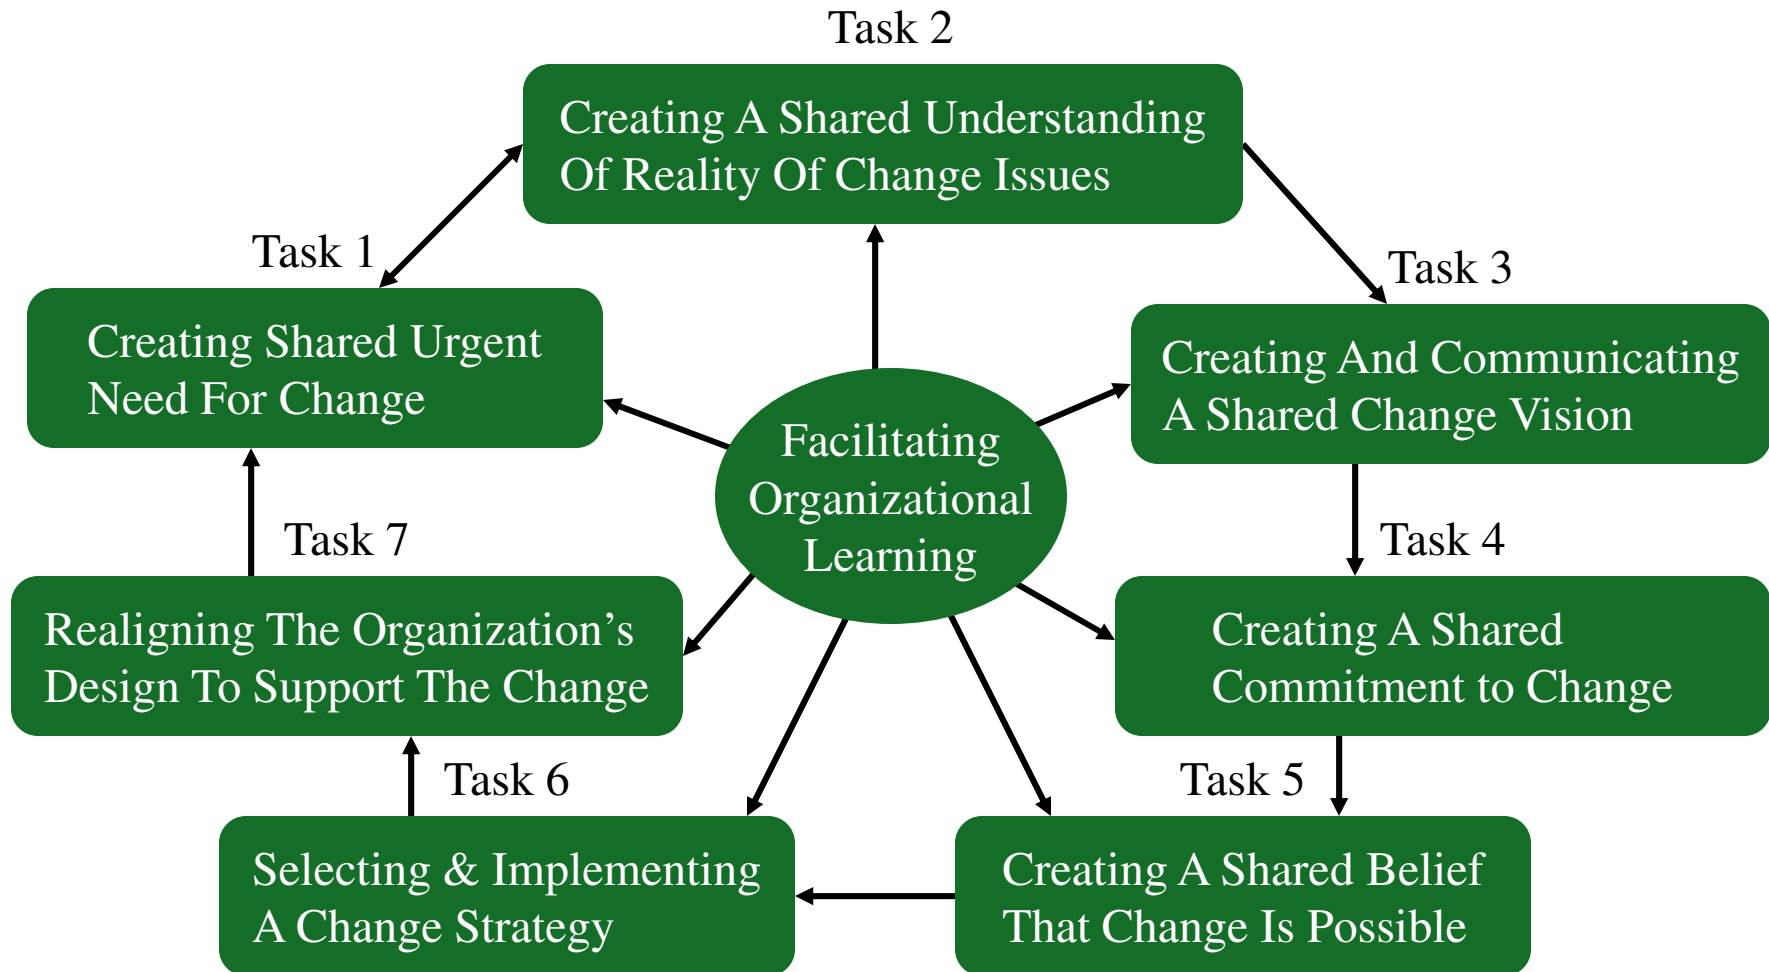 Task 2
Creating A Shared Understanding
Of Reality Of Change Issues
Task 1
Creating Shared Urgent
Need For Change
Task 3
Creating And Communicating
A Shared Change Vision
Facilitating
Organizational
Learning
Task 7
Realigning The Organization’s
Design To Support The Change
Task 4
Creating A Shared
Commitment to Change
Task 6
Selecting & Implementing
A Change Strategy
Task 5
Creating A Shared Belief
That Change Is Possible